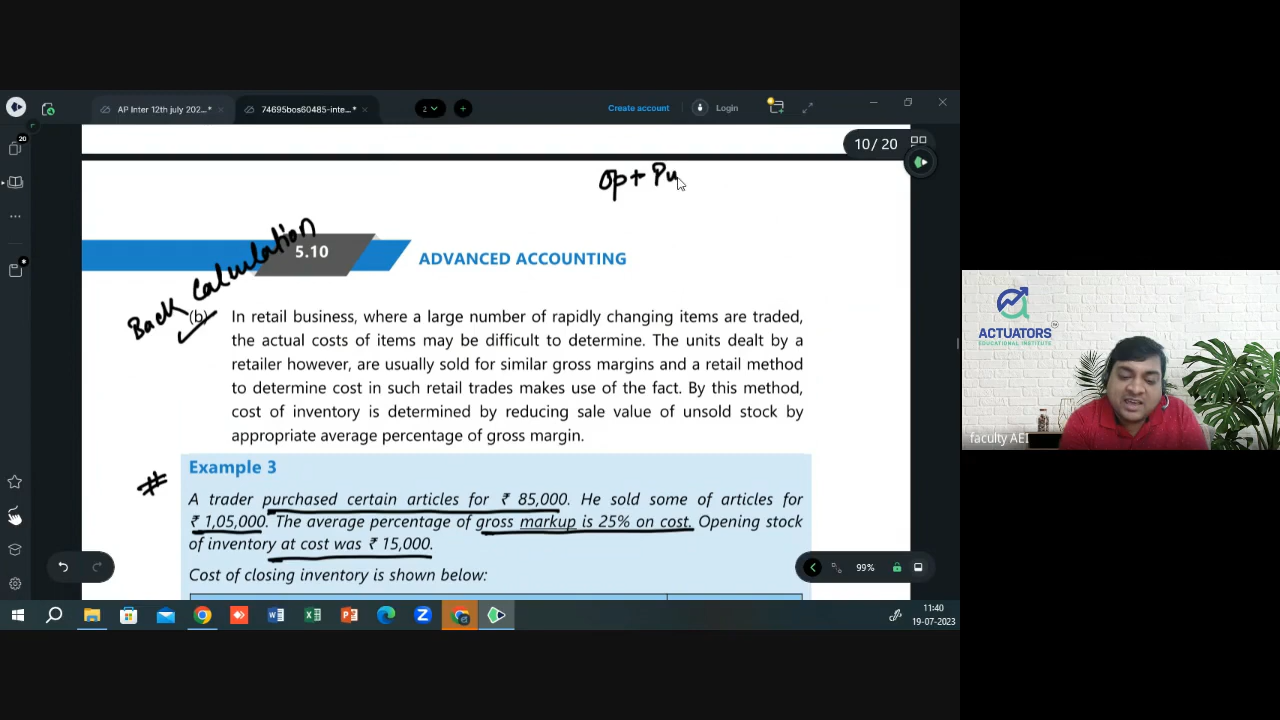 AP Inter 12th july 202...*
74695bos60485-inte...*
2
Create account
Login
20
10/20
Op + Pu
Back Calculation
5.10
ADVANCED ACCOUNTING
(b) In retail business, where a large number of rapidly changing items are traded,
the actual costs of items may be difficult to determine. The units dealt by a
retailer however, are usually sold for similar gross margins and a retail method
to determine cost in such retail trades makes use of the fact. By this method,
cost of inventory is determined by reducing sale value of unsold stock by
appropriate average percentage of gross margin.
#
Example 3
A trader purchased certain articles for ₹ 85,000. He sold some of articles for
₹ 1,05,000. The average percentage of gross markup is 25% on cost. Opening stock
of inventory at cost was ₹ 15,000.
Cost of closing inventory is shown below:
99%
ACTUATORS
EDUCATIONAL INSTITUTE
faculty AEI
11:40
19-07-2023